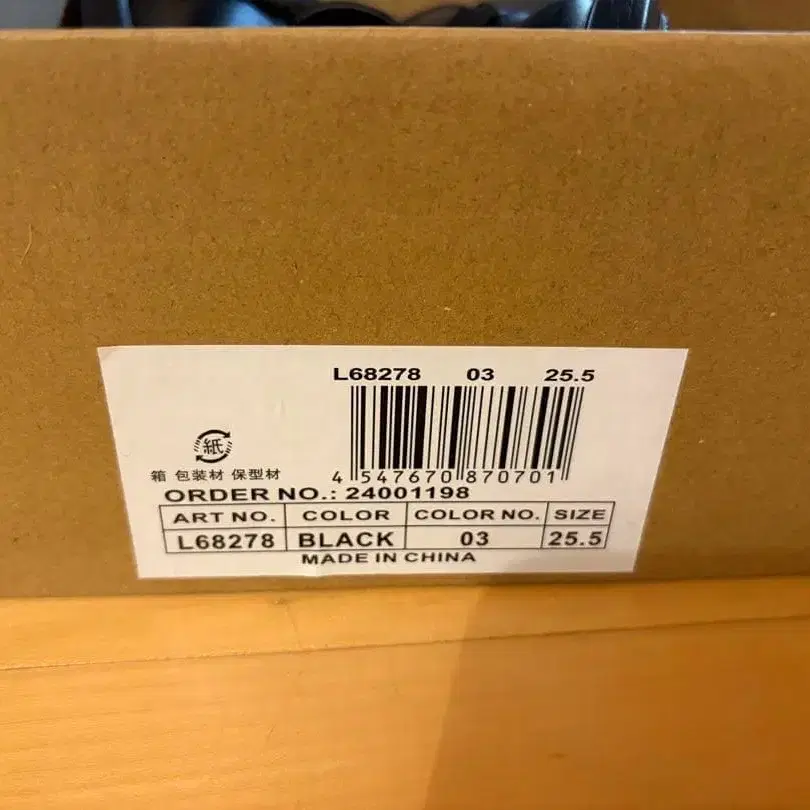 L68278 03 25.5
紙
箱 包装材 保型材
4 547670 870701
ORDER NO.: 24001198
ART NO. COLOR COLOR NO. SIZE
L68278 BLACK 03 25.5
MADE IN CHINA